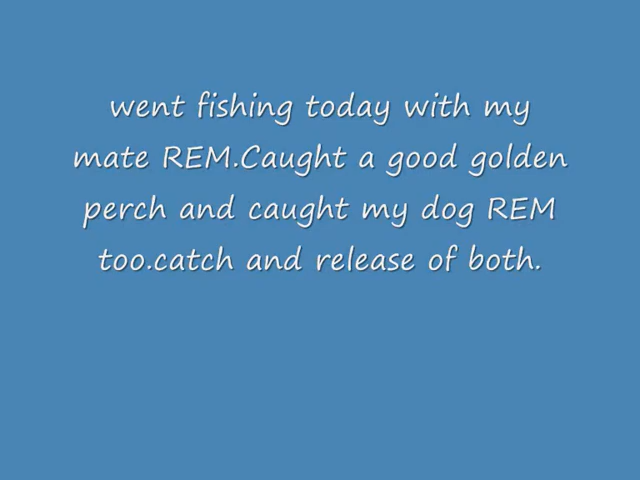 went fishing today with my
mate REM.Caught a good golden
perch and caught my dog REM
too.catch and release of both.